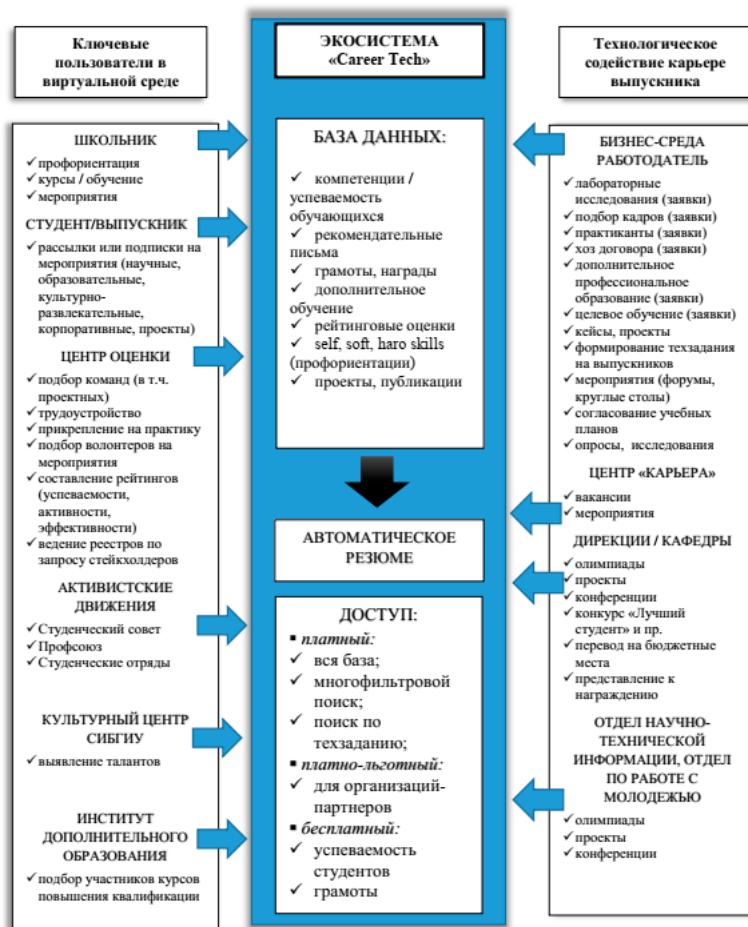 Ключевые
пользователи в
виртуальной среде
ШКОЛЬНИК
✓профориентация
✓курсы / обучение
✓мероприятия
СТУДЕНТ/ВЫПУСКНИК
✓рассылки или подписки на
мероприятия (научные,
образовательные,
культурно-
развлекательные,
корпоративные, проекты)
ЦЕНТР ОЦЕНКИ
✓подбор команд (в т.ч.
проектных)
✓трудоустройство
✓прикрепление на практику
✓подбор волонтеров на
мероприятия
✓составление рейтингов
(успеваемости,
активности,
эффективности)
✓ведение реестров по
запросу стейкхолдеров
АКТИВИСТСКИЕ
ДВИЖЕНИЯ
✓Студенческий совет
✓Профсоюз
✓Студенческие отряды
КУЛЬТУРНЫЙ ЦЕНТР
СИБГИУ
✓выявление талантов
ИНСТИТУТ
ДОПОЛНИТЕЛЬНОГО
ОБРАЗОВАНИЯ
✓подбор участников курсов
повышения квалификации
ЭКОСИСТЕМА
«Career Tech»
БАЗА ДАННЫХ:
✓ компетенции /
успеваемость
обучающихся
✓ рекомендательные
письма
✓ грамоты, награды
✓ дополнительное
обучение
✓ рейтинговые оценки
✓ self, soft, haro skills
(профориентации)
✓ проекты, публикации
АВТОМАТИЧЕСКОЕ
РЕЗЮМЕ
ДОСТУП:
▪ платный:
✓ вся база;
✓ многофильтровой
поиск;
✓ поиск по
техзаданию;
▪ платно-льготный:
✓ для организаций-
партнеров
▪ бесплатный:
✓ успеваемость
студентов
✓ грамоты
Технологическое
содействие карьере
выпускника
БИЗНЕС-СРЕДА
РАБОТОДАТЕЛЬ
✓лабораторные
исследования (заявки)
✓подбор кадров (заявки)
✓практиканты (заявки)
✓хоз договора (заявки)
✓дополнительное
профессиональное
образование (заявки)
✓целевое обучение (заявки)
✓кейсы, проекты
✓формирование техзадания
на выпускников
✓мероприятия (форумы,
круглые столы)
✓согласование учебных
планов
✓опросы, исследования
ЦЕНТР «КАРЬЕРА»
✓вакансии
✓мероприятия
ДИРЕКЦИИ / КАФЕДРЫ
✓олимпиады
✓проекты
✓конференции
✓конкурс «Лучший
студент» и пр.
✓перевод на бюджетные
места
✓представление к
награждению
ОТДЕЛ НАУЧНО-
ТЕХНИЧЕСКОЙ
ИНФОРМАЦИИ, ОТДЕЛ
ПО РАБОТЕ С
МОЛОДЕЖЬЮ
✓олимпиады
✓проекты
✓конференции